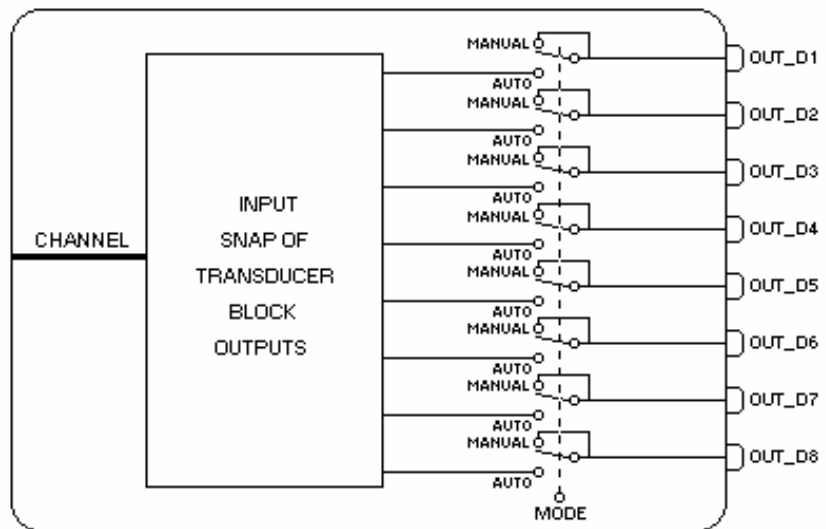 MANUAL
OUT_D1
AUTO
MANUAL
OUT_D2
AUTO
MANUAL
OUT_D3
AUTO
MANUAL
OUT_D4
AUTO
MANUAL
OUT_D5
AUTO
MANUAL
OUT_D6
AUTO
MANUAL
OUT_D7
AUTO
MANUAL
OUT_D8
AUTO
MODE
CHANNEL
INPUT
SNAP OF
TRANSDUCER
BLOCK
OUTPUTS